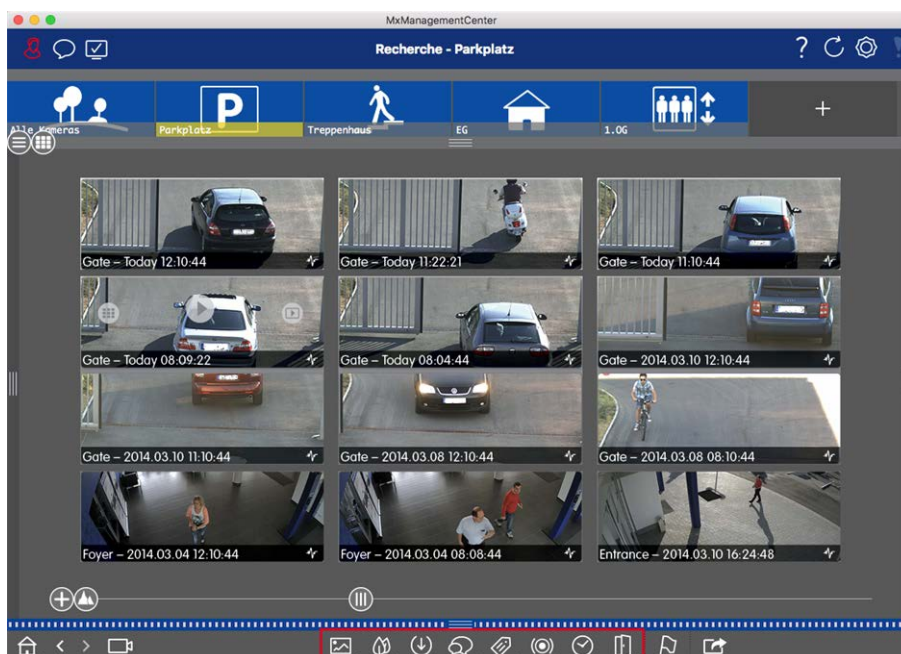 MxManagementCenter
Recherche - Parkplatz
?
P
Alle Kameras
Parkplatz
Treppenhaus
EG
1.OG
+
Gate – Today 12:10:44
Gate – Today 11:22:21
Gate – Today 11:10:44
Gate – Today 08:09:22
Gate – Today 08:04:44
Gate – 2014.03.10 12:10:44
Gate – 2014.03.10 11:10:44
Gate – 2014.03.08 12:10:44
Gate – 2014.03.08 08:10:44
Foyer – 2014.03.04 12:10:44
Foyer – 2014.03.04 08:08:44
Entrance – 2014.03.10 16:24:48